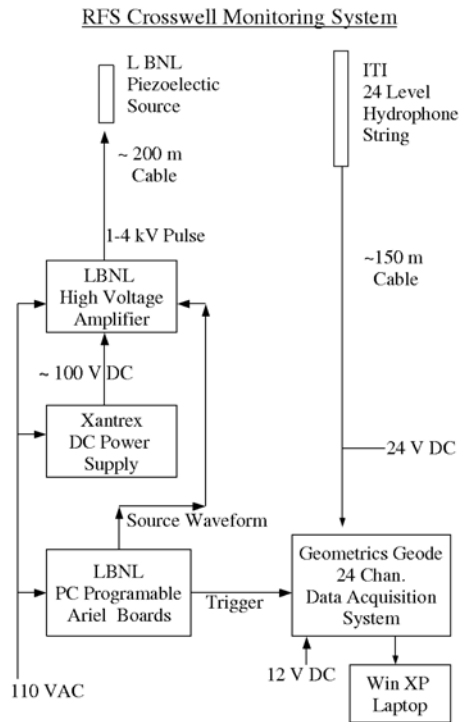 RFS Crosswell Monitoring System
L BNL
Piezoelectic
Source
ITI
24 Level
Hydrophone
String
~ 200 m
Cable
1-4 kV Pulse
~150 m
Cable
LBNL
High Voltage
Amplifier
~ 100 V DC
Xantrex
DC Power
Supply
24 V DC
Source Waveform
LBNL
PC Programable
Ariel Boards
Trigger
Geometrics Geode
24 Chan.
Data Acquisition
System
12 V DC
110 VAC
Win XP
Laptop